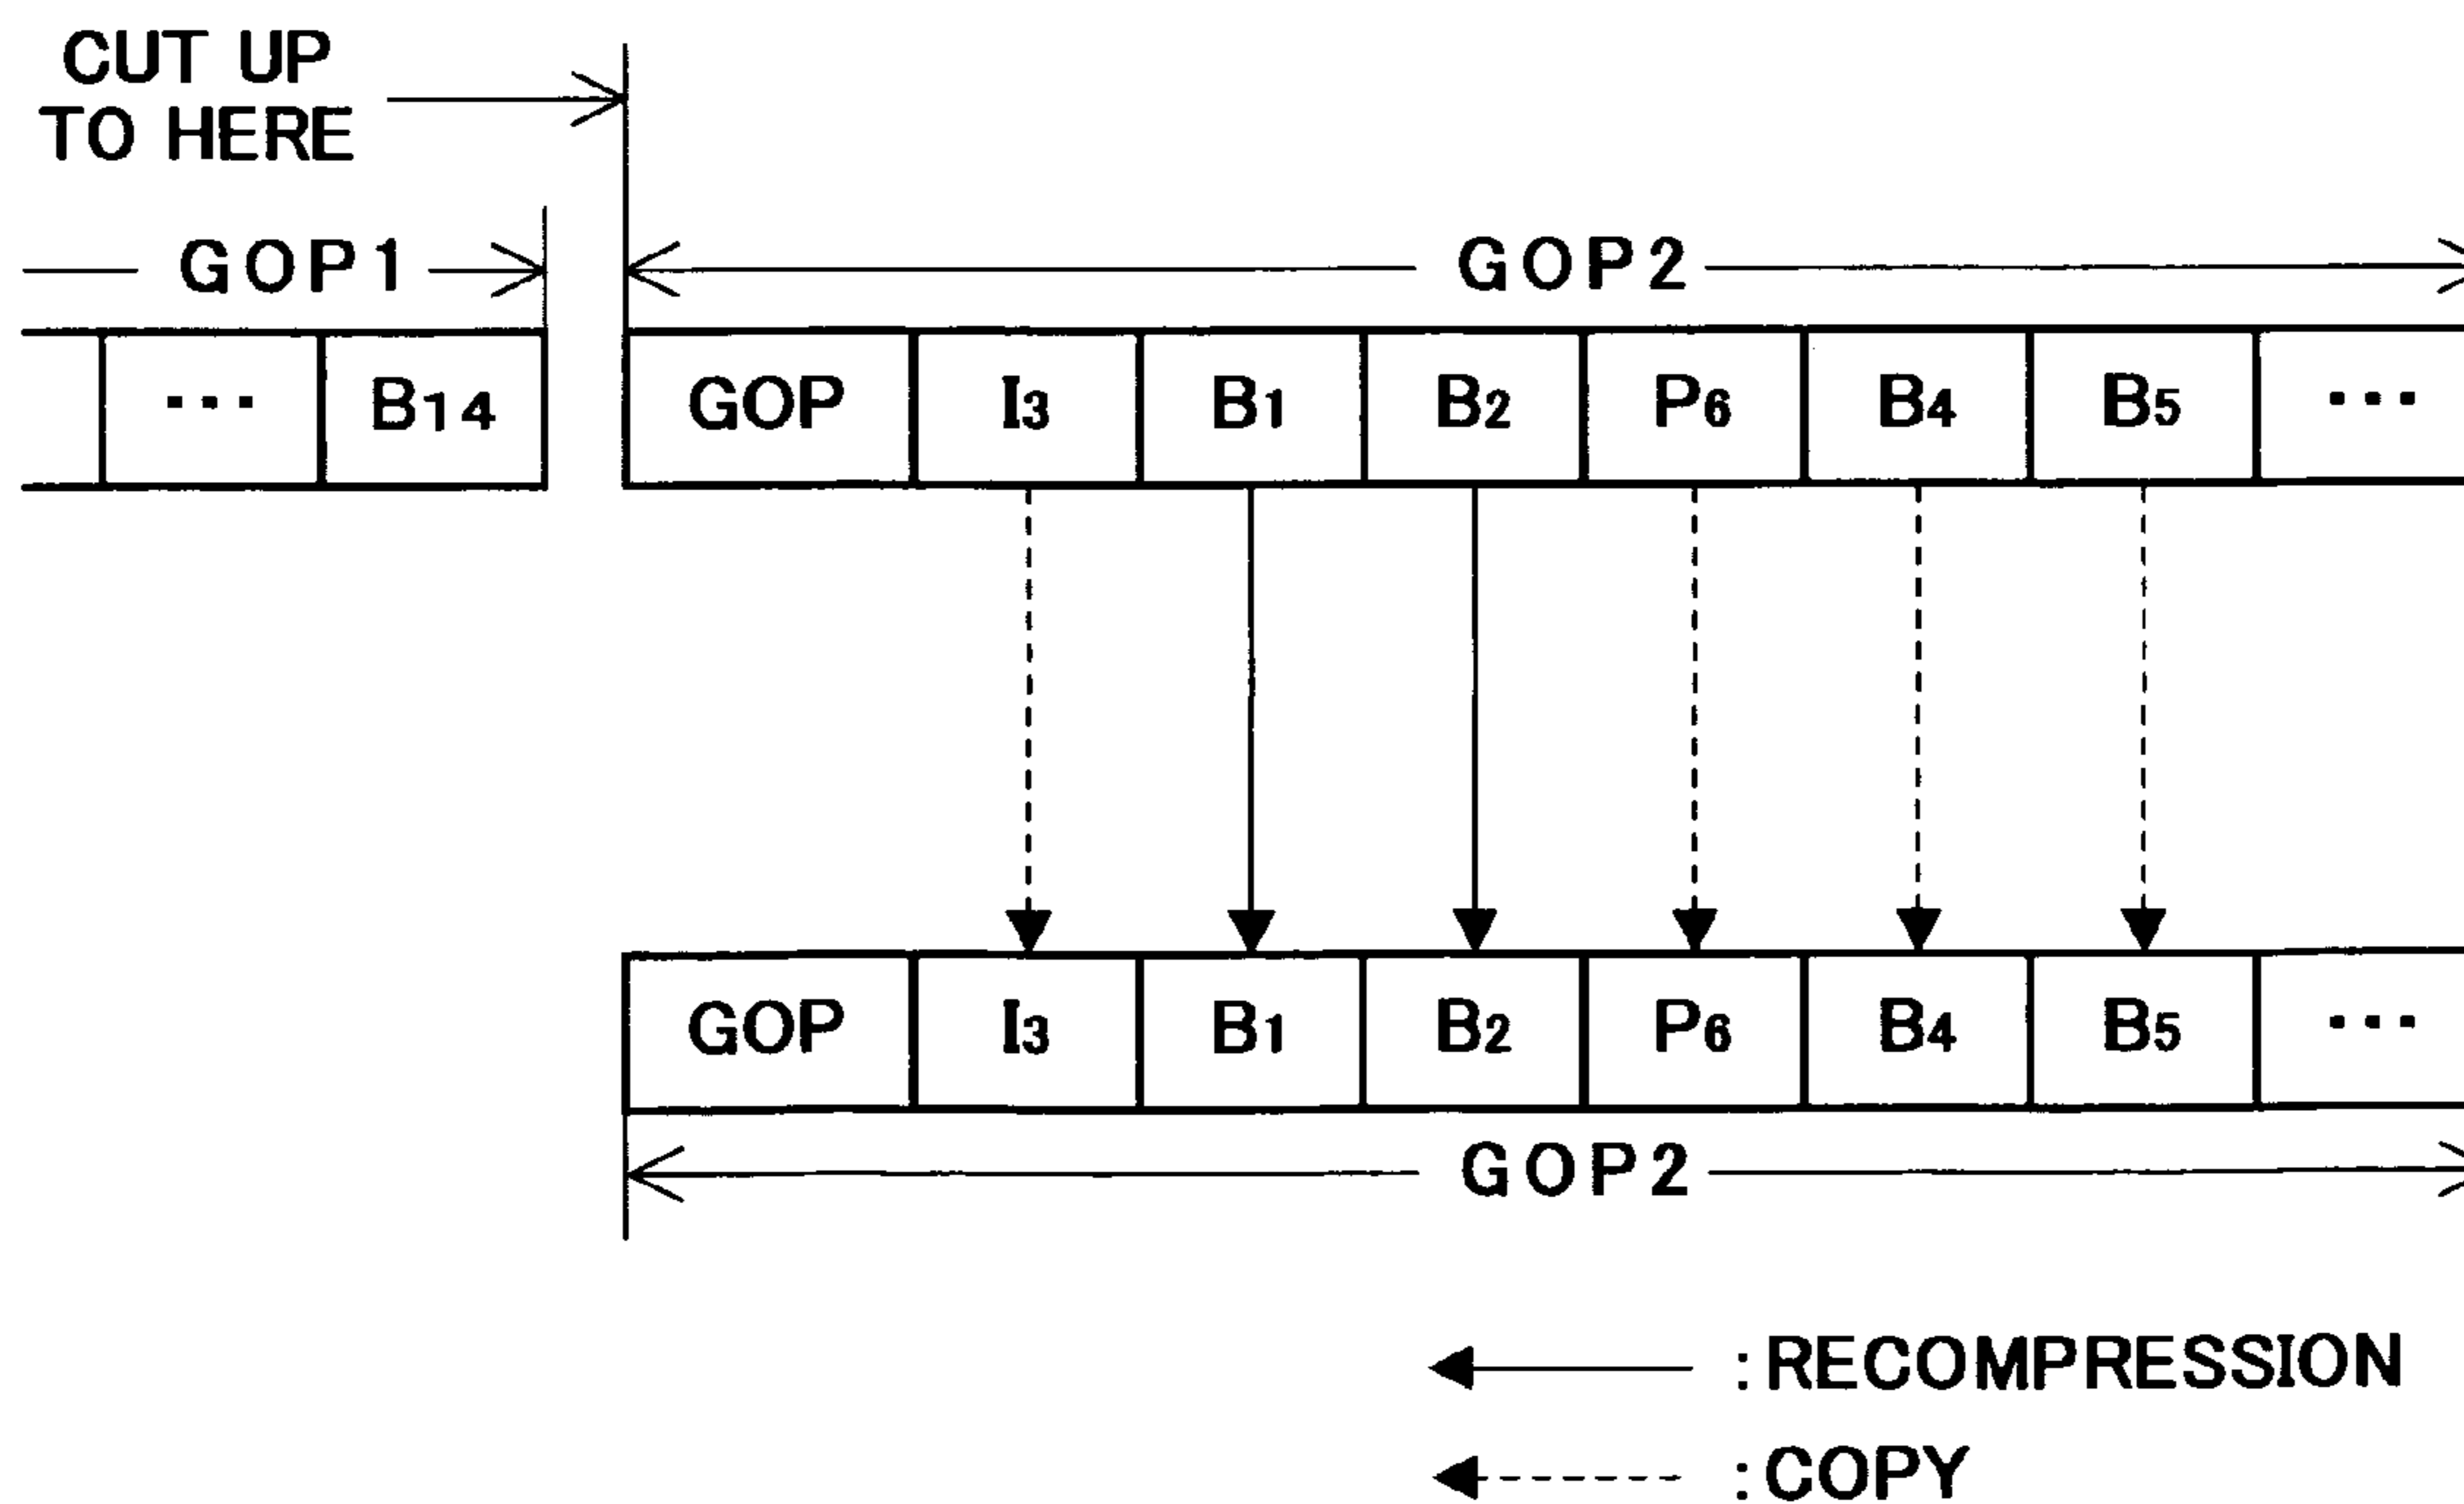 CUT UP
TO HERE
GOP1 GOP2
... B14 GOP I3 B1 B2 P6 B4 B5 ...
GOP I3 B1 B2 P6 B4 B5 ...
GOP2
:RECOMPRESSION
:COPY